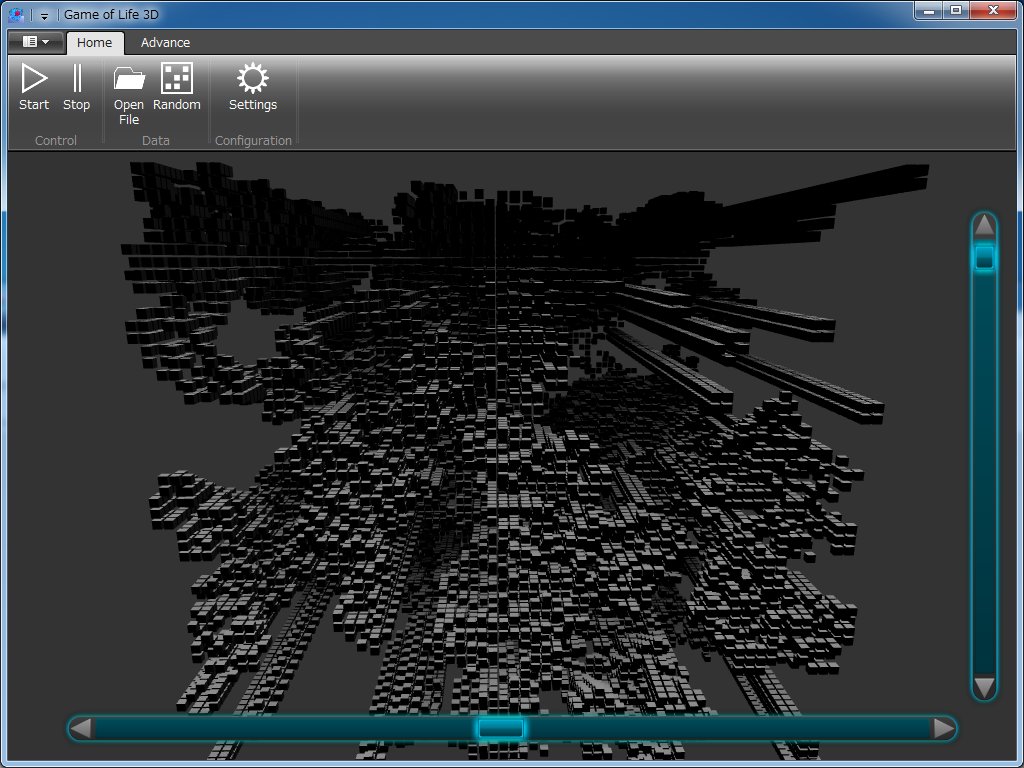 Game of Life 3D
Home Advance
Start Stop Open File Random Settings
Control Data Configuration